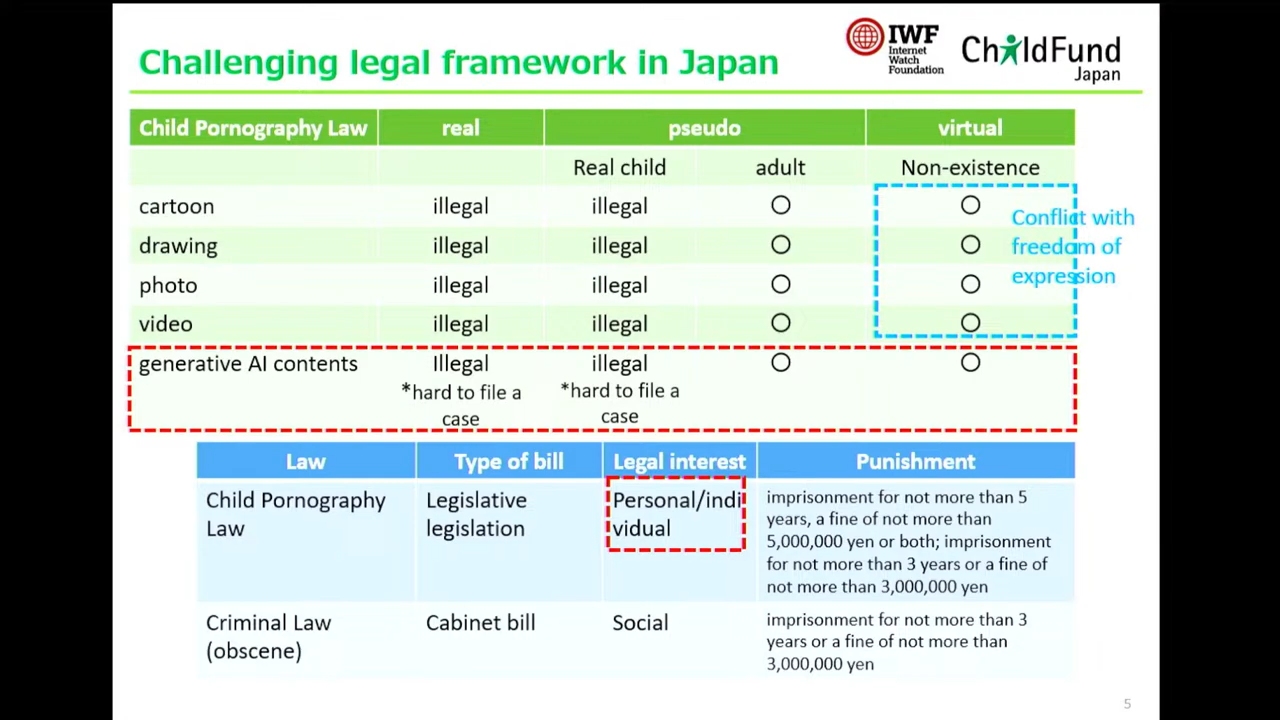 Challenging legal framework in Japan
IWF
Internet
Watch
Foundation
ChildFund
Japan
Child Pornography Law real pseudo virtual
Real child adult Non-existence
cartoon illegal illegal ○ ○
drawing illegal illegal ○ ○
photo illegal illegal ○ ○
video illegal illegal ○ ○
Conflict with
freedom of
expression
generative AI contents Illegal illegal ○ ○
*hard to file a
case
*hard to file a
case
Law Type of bill Legal interest Punishment
Child Pornography
Law
Legislative
legislation
Personal/indi
vidual
imprisonment for not more than 5
years, a fine of not more than
5,000,000 yen or both; imprisonment
for not more than 3 years or a fine of
not more than 3,000,000 yen
Criminal Law
(obscene)
Cabinet bill
Social
imprisonment for not more than 3
years or a fine of not more than
3,000,000 yen
5